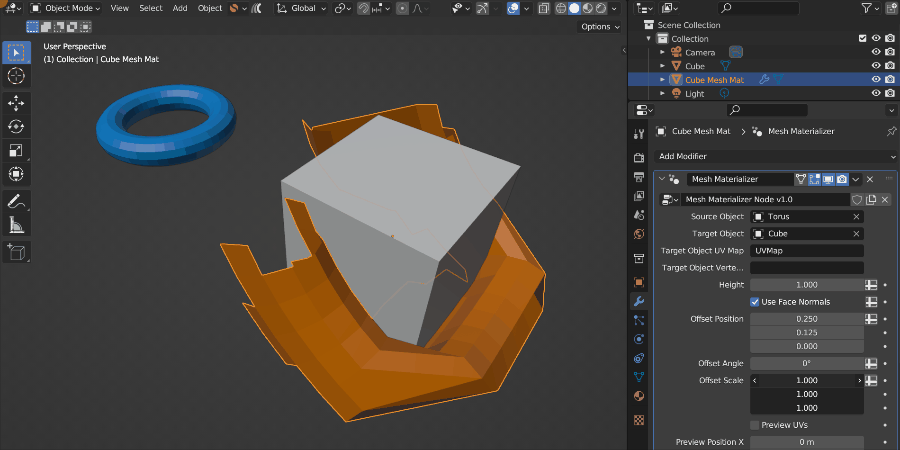 Object Mode View Select Add Object Global Options
User Perspective
(1) Collection | Cube Mesh Mat
Scene Collection
Collection
Camera
Cube
Cube Mesh Mat
Light
Cube Mesh Mat > Mesh Materializer
Add Modifier
Mesh Materializer
Mesh Materializer Node v1.0
Source Object Torus
Target Object Cube
Target Object UV Map UVMap
Target Object Verte...
Height 1.000
Use Face Normals
Offset Position 0.250
0.125
0.000
Offset Angle 0°
Offset Scale 1.000
1.000
1.000
Preview UVs
Preview Position X 0 m